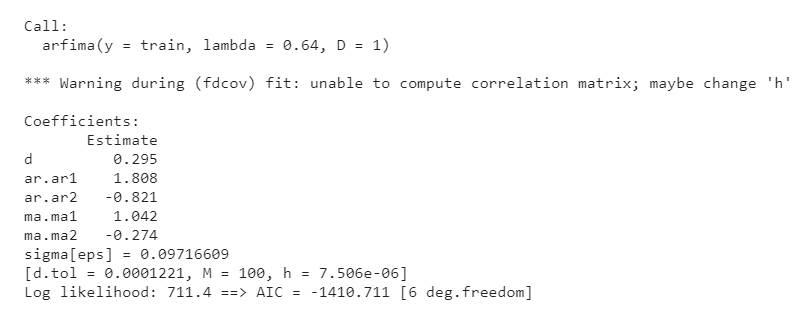 Call:
  arfima(y = train, lambda = 0.64, D = 1)
*** Warning during (fdcov) fit: unable to compute correlation matrix; maybe change 'h'
Coefficients:
       Estimate
d         0.295
ar.ar1    1.808
ar.ar2   -0.821
ma.ma1    1.042
ma.ma2   -0.274
sigma[eps] = 0.09716609
[d.tol = 0.0001221, M = 100, h = 7.506e-06]
Log likelihood: 711.4 ==> AIC = -1410.711 [6 deg.freedom]